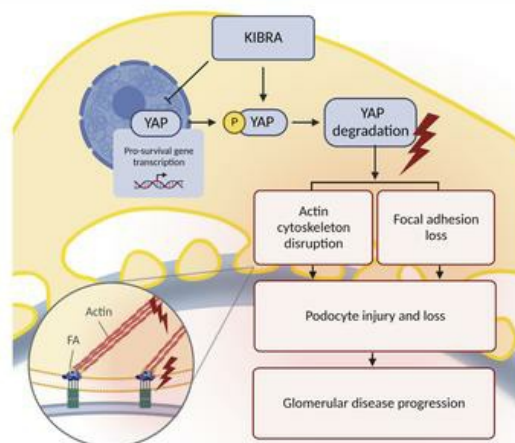 KIBRA
YAP
P
YAP
YAP
degradation
Pro-survival gene
transcription
Actin
cytoskeleton
disruption
Focal adhesion
loss
Actin
FA
Podocyte injury and loss
Glomerular disease progression